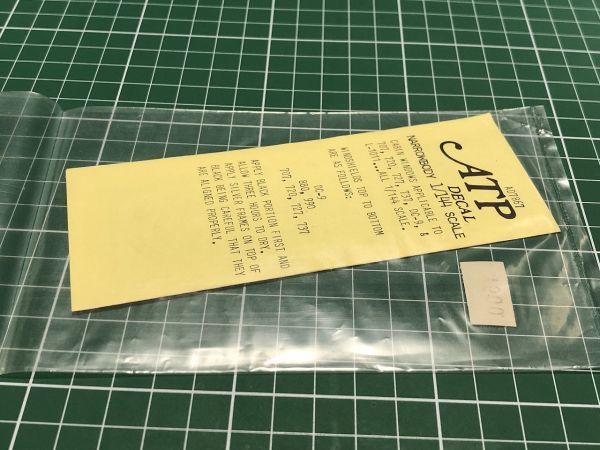 ATP
DECAL
NARROWBODY 1/144 SCALE
CABIN WINDOWS APPLICABLE TO
707, 720, 727, 737, DC-9, &
L-1011...ALL 1/144 SCALE.
WINDSHIELDS TOP TO BOTTOM
ARE AS FOLLOWS:
DC-9
880, 990
707, 720, 727, 737
APPLY BLACK PORTION FIRST AND
ALLOW THREE HOURS TO DRY.
APPLY SILVER FRAMES ON TOP OF
BLACK BEING CAREFUL THAT THEY
ARE ALIGNED PROPERLY.